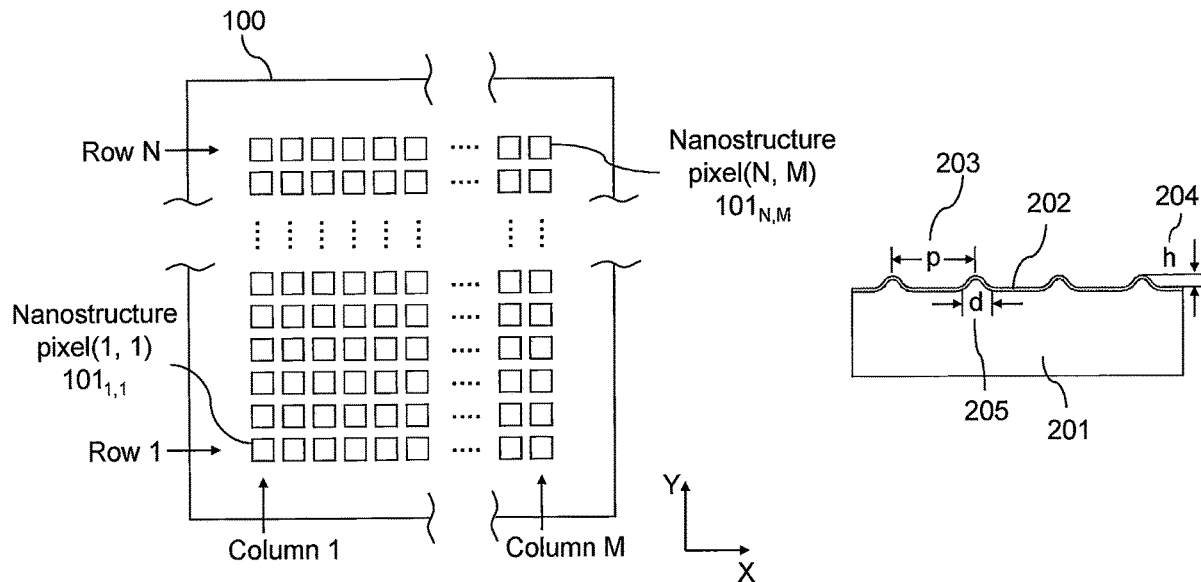 100
Row N
Nanostructure
pixel(N, M)
101N,M
Nanostructure
pixel(1, 1)
1011,1
Row 1
Column 1
Column M
Y
X
203
202
204
p
h
d
205
201